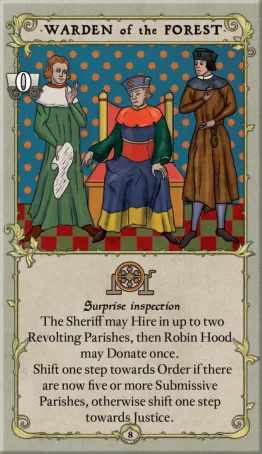 WARDEN of the FOREST
0
Surprise inspection
The Sheriff may Hire in up to two
Revolting Parishes, then Robin Hood
may Donate once.
Shift one step towards Order if there
are now five or more Submissive
Parishes, otherwise shift one step
towards Justice.
8